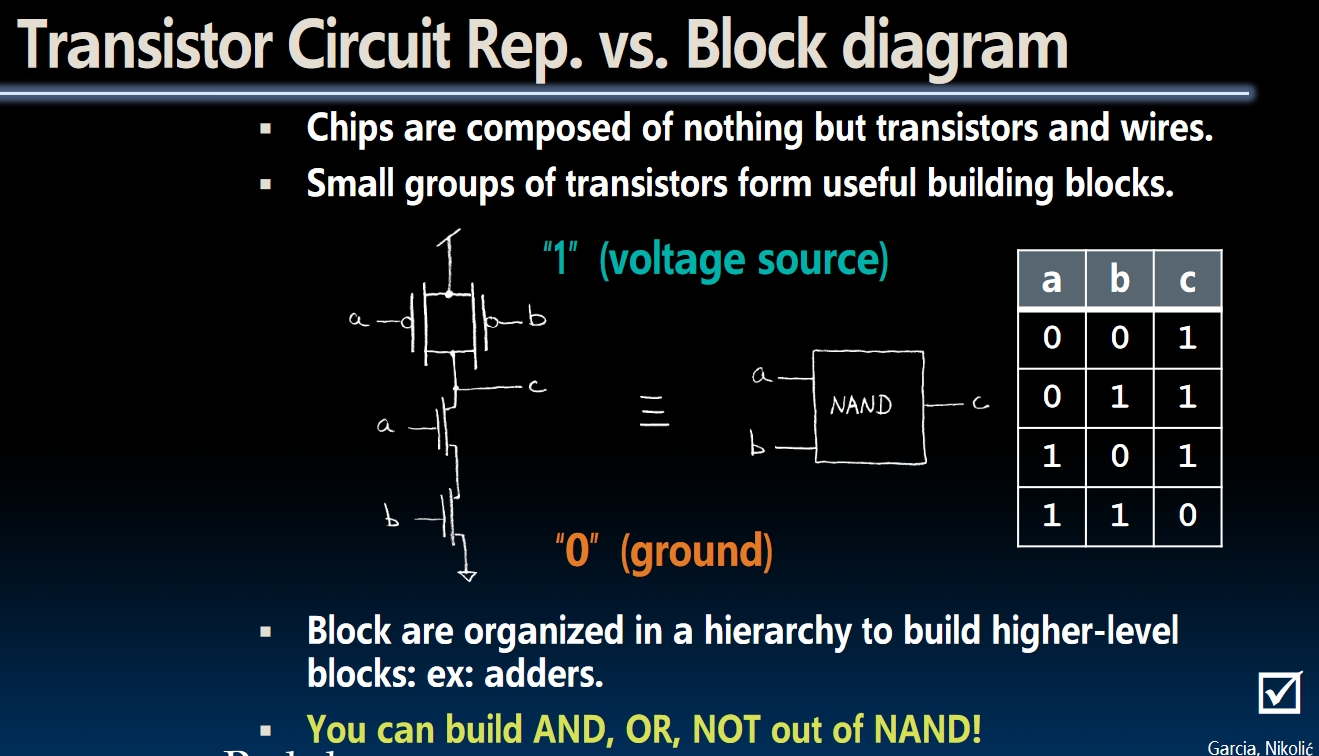 Transistor Circuit Rep. vs. Block diagram
▪ Chips are composed of nothing but transistors and wires.
▪ Small groups of transistors form useful building blocks.
"1" (voltage source)
a b
c
a
b
≡
a
b
NAND
c
"0" (ground)
a b c
0 0 1
0 1 1
1 0 1
1 1 0
▪ Block are organized in a hierarchy to build higher-level
blocks: ex: adders.
▪ You can build AND, OR, NOT out of NAND!
Garcia, Nikolić